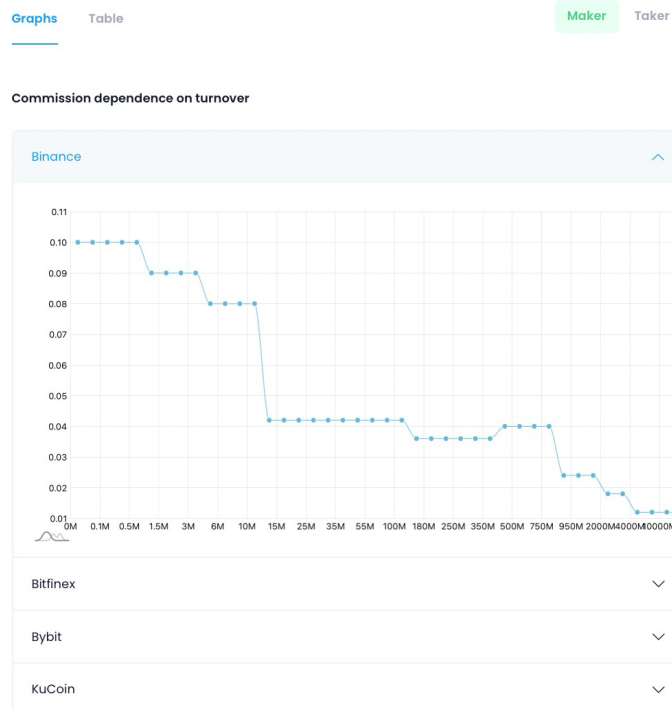 Graphs Table Maker Taker
Commission dependence on turnover
Binance
0.11
0.10
0.09
0.08
0.07
0.06
0.05
0.04
0.03
0.02
0.01
0M 0.1M 0.5M 1.5M 3M 6M 10M 15M 25M 35M 55M 100M 180M 250M 350M 500M 750M 950M 2000M 4000M
Bitfinex
Bybit
KuCoin